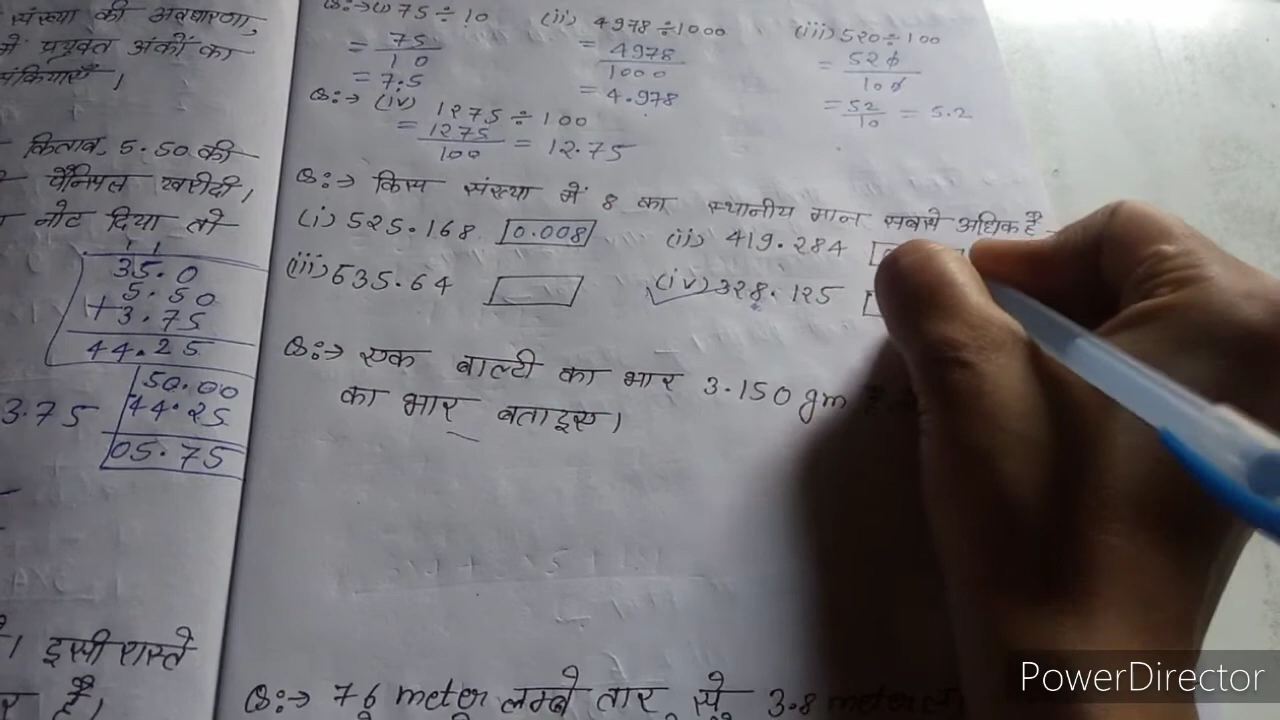 संख्या की अवधारणा,
में प्रयुक्त अंकों का
किताब, 5.50 की
पेन्सिल खरीदी।
नोट दिया तो
35.0
5.50
+3.75
44.25
50.00
3.75
44.25
05.75
। इसी रास्ते
है।
Q:→(i) 75÷10 (ii) 4978÷1000 (iii) 520÷100
= 75/10 = 4978/1000 = 520/100
= 7.5 = 4.978 = 52/10 = 5.2
Q:→(iv) 1275÷100
= 1275/100 = 12.75
Q:→ किस संख्या में 8 का स्थानीय मान सबसे अधिक है
(i) 525.168 0.008 (ii) 419.284
(iii) 635.64 (iv) 328.125
Q:→ एक बाल्टी का भार 3.150 gm है
का भार बताइए।
Q:→ 76 meter लम्बे तार से 3.8 meter
PowerDirector